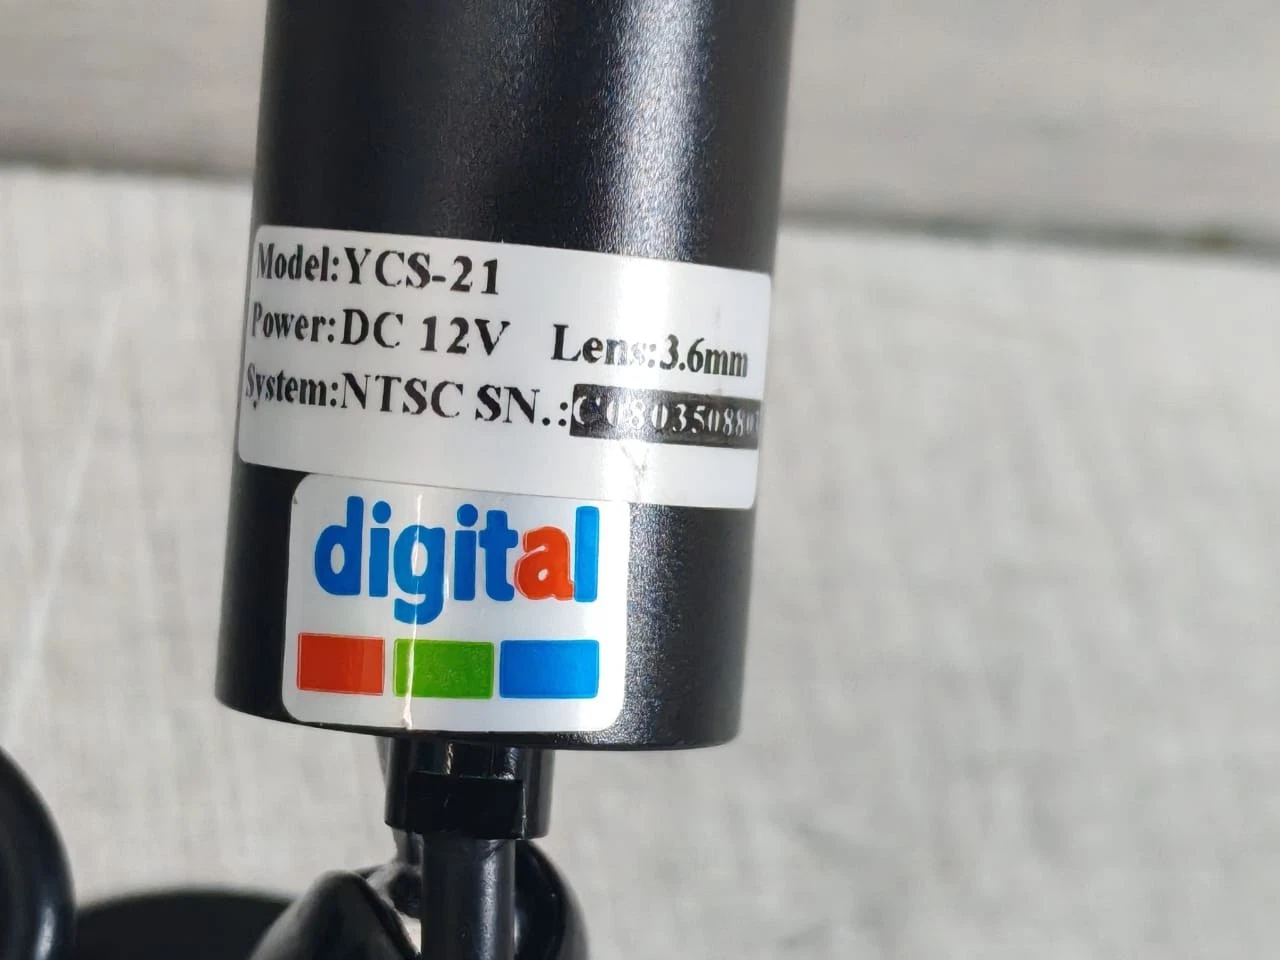 Model:YCS-21
Power:DC 12V Lens:3.6mm
System:NTSC SN.:
digital